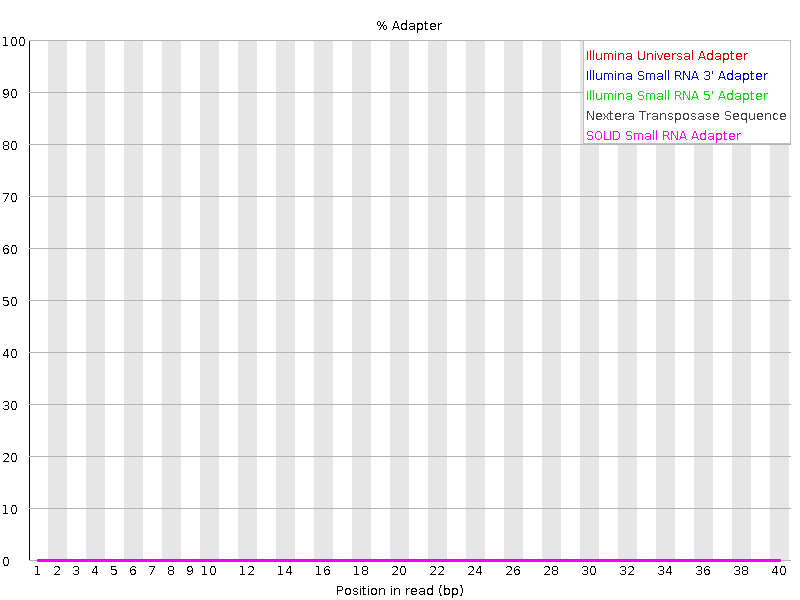 % Adapter
100
90
80
70
60
50
40
30
20
10
0
Illumina Universal Adapter
Illumina Small RNA 3' Adapter
Illumina Small RNA 5' Adapter
Nextera Transposase Sequence
SOLID Small RNA Adapter
1 2 3 4 5 6 7 8 9 10 12 14 16 18 20 22 24 26 28 30 32 34 36 38 40
Position in read (bp)